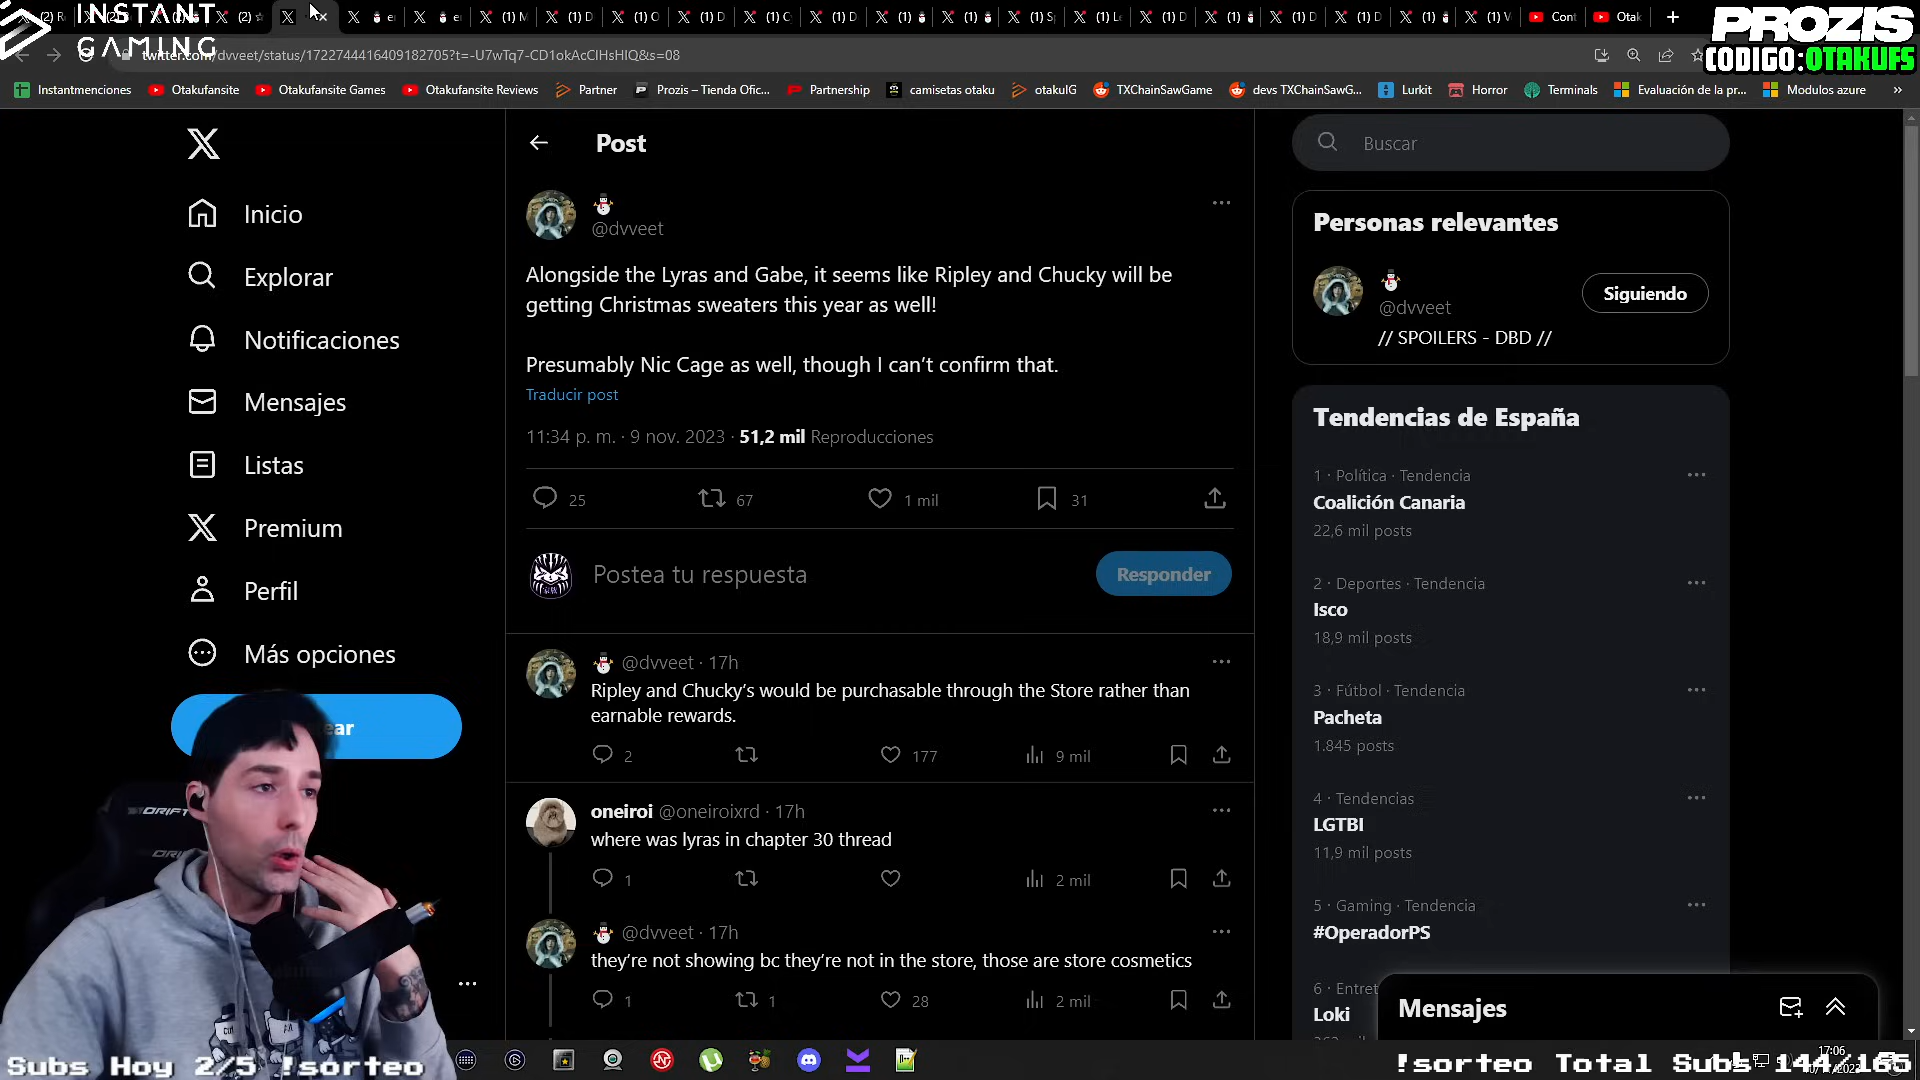 INSTANT
GAMING
PROZIS
CODIGO:OTAKUFS
twitter.com/dvveet/status/1722744416409182705?t=-U7wTq7-CD1okAcClHsHIQ&s=08
Instantmenciones
Otakufansite
Otakufansite Games
Otakufansite Reviews
Partner
Prozis – Tienda Ofic...
Partnership
camisetas otaku
otakuIG
TXChainSawGame
devs TXChainSawG...
Lurkit
Horror
Terminals
Evaluación de la pr...
Modulos azure
Inicio
Explorar
Notificaciones
Mensajes
Listas
Premium
Perfil
Más opciones
Post
@dvveet
Alongside the Lyras and Gabe, it seems like Ripley and Chucky will be
getting Christmas sweaters this year as well!
Presumably Nic Cage as well, though I can’t confirm that.
Traducir post
11:34 p. m. · 9 nov. 2023 · 51,2 mil Reproducciones
25
67
1 mil
31
Postea tu respuesta
Responder
@dvveet · 17h
Ripley and Chucky’s would be purchasable through the Store rather than
earnable rewards.
2
177
9 mil
oneiroi @oneiroixrd · 17h
where was lyras in chapter 30 thread
1
2 mil
@dvveet · 17h
they’re not showing bc they’re not in the store, those are store cosmetics
1
1
28
2 mil
Buscar
Personas relevantes
@dvveet
Siguiendo
// SPOILERS - DBD //
Tendencias de España
1 · Política · Tendencia
Coalición Canaria
22,6 mil posts
2 · Deportes · Tendencia
Isco
18,9 mil posts
3 · Fútbol · Tendencia
Pacheta
1.845 posts
4 · Tendencias
LGTBI
11,9 mil posts
5 · Gaming · Tendencia
#OperadorPS
6 · Entret
Loki
Mensajes
17:06
Subs Hoy 2/5 !sorteo
!sorteo Total Subs 144/165